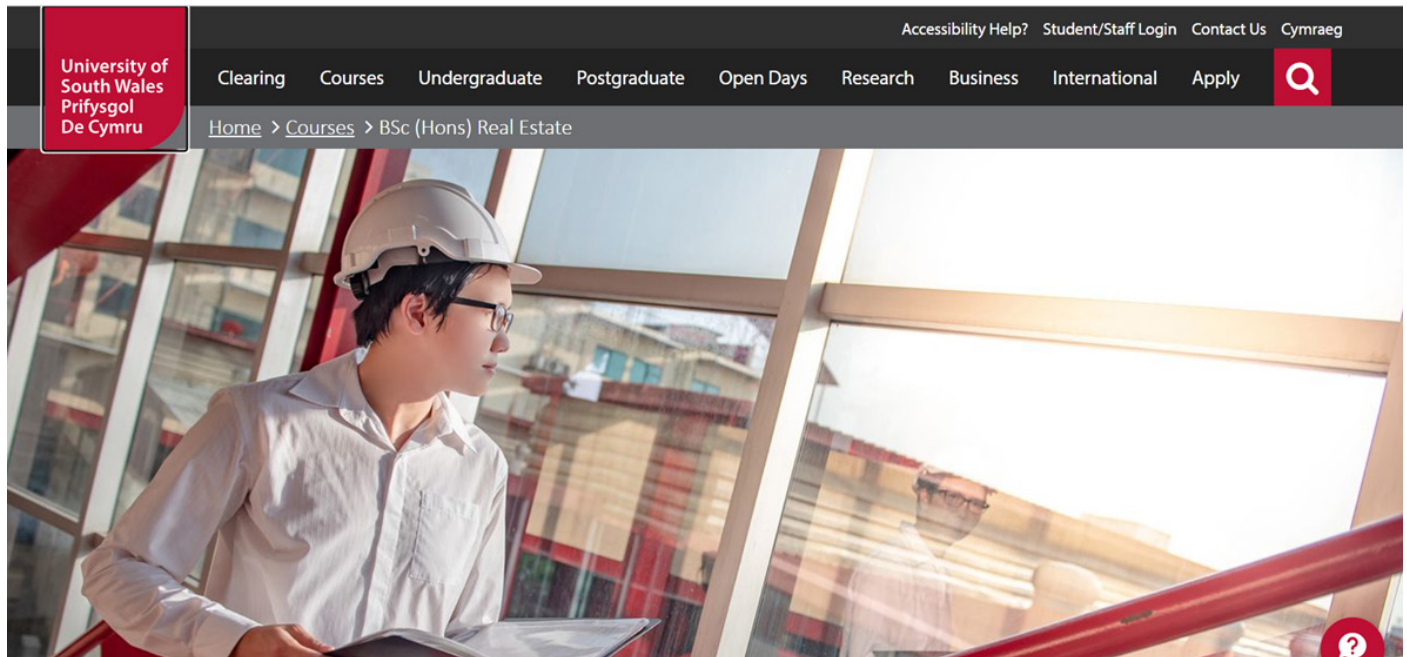 Accessibility Help? Student/Staff Login Contact Us Cymraeg
University of
South Wales
Prifysgol
De Cymru
Clearing Courses Undergraduate Postgraduate Open Days Research Business International Apply
Home > Courses > BSc (Hons) Real Estate
?